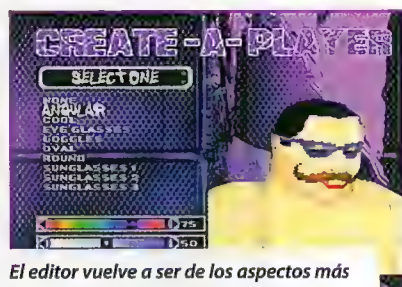 CREATE-A-PLAYER
SELECT ONE
NONE
ANGULAR
COOL
EYE GLASSES
GOGGLES
OVAL
ROUND
SUNGLASSES 1
SUNGLASSES 2
SUNGLASSES 3
75
50
El editor vuelve a ser de los aspectos más